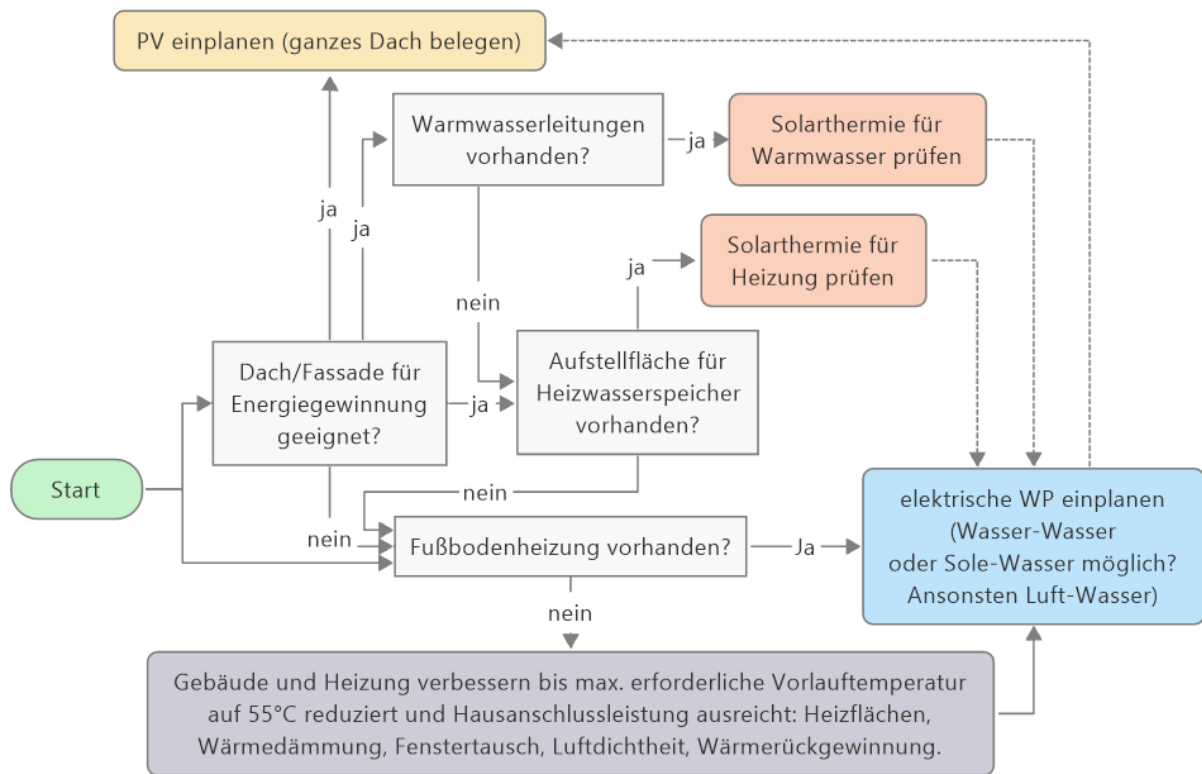 PV einplanen (ganzes Dach belegen)
Warmwasserleitungen
vorhanden?
ja
Solarthermie für
Warmwasser prüfen
ja
ja
Solarthermie für
Heizung prüfen
ja
nein
Dach/Fassade für
Energiegewinnung
geeignet?
ja
Aufstellfläche für
Heizwasserspeicher
vorhanden?
Start
nein
nein
Fußbodenheizung vorhanden?
Ja
elektrische WP einplanen
(Wasser-Wasser
oder Sole-Wasser möglich?
Ansonsten Luft-Wasser)
nein
Gebäude und Heizung verbessern bis max. erforderliche Vorlauftemperatur
auf 55°C reduziert und Hausanschlussleistung ausreicht: Heizflächen,
Wärmedämmung, Fenstertausch, Luftdichtheit, Wärmerückgewinnung.